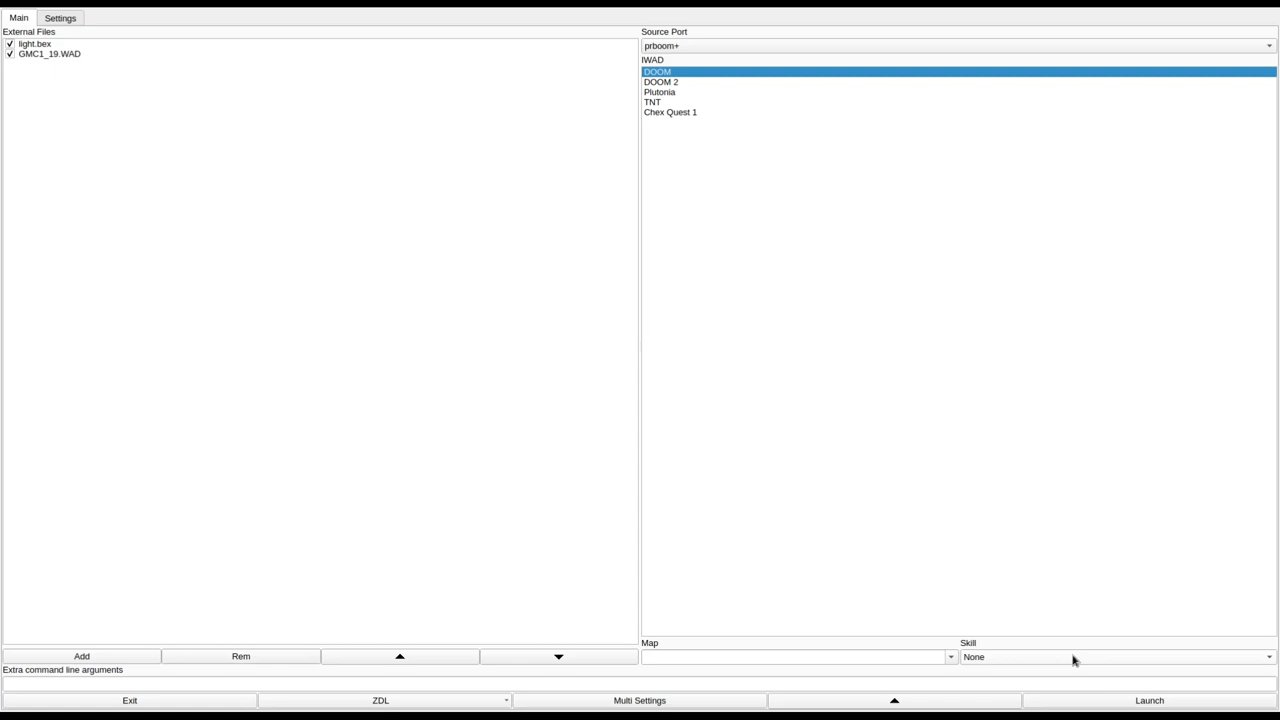 Main
Settings
External Files
light.bex
GMC1_19.WAD
Source Port
prboom+
IWAD
DOOM
DOOM 2
Plutonia
TNT
Chex Quest 1
Map
Skill
None
Add
Rem
Extra command line arguments
Exit
ZDL
Multi Settings
Launch